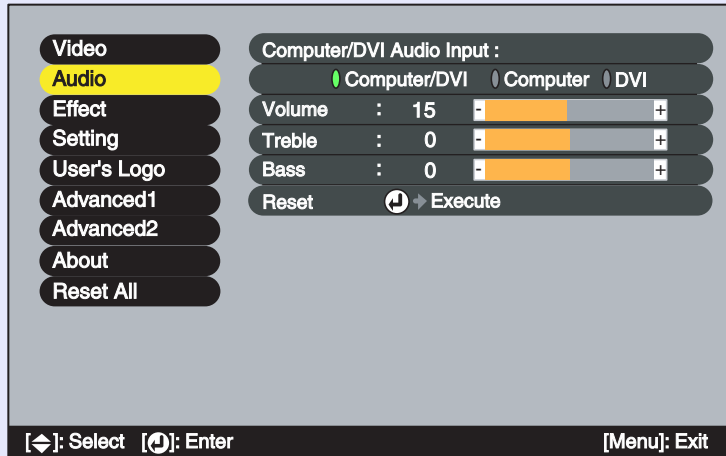 Video
Audio
Effect
Setting
User's Logo
Advanced1
Advanced2
About
Reset All
Computer/DVI Audio Input :
Computer/DVI Computer DVI
Volume : 15 - +
Treble : 0 - +
Bass : 0 - +
Reset Execute
[ ]: Select [ ]: Enter [Menu]: Exit